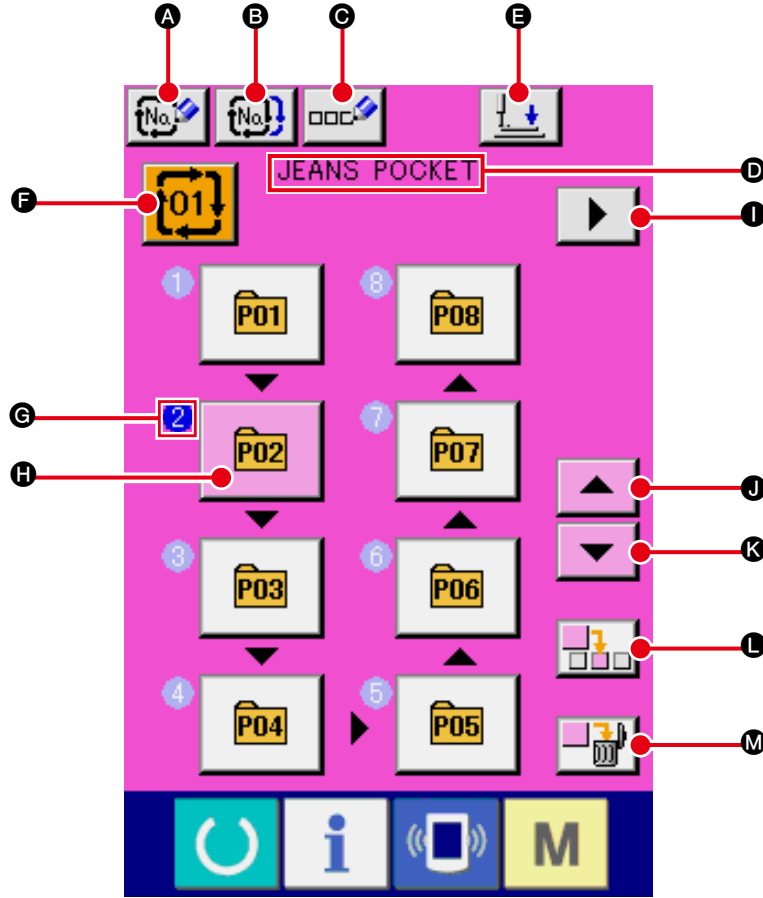 A B C E
No. No.
JEANS POCKET D
F 01 I
1 P01 8 P08
G 2 P02 7 P07
H J
K
3 P03 6 P06
L
4 P04 5 P05
M
i M